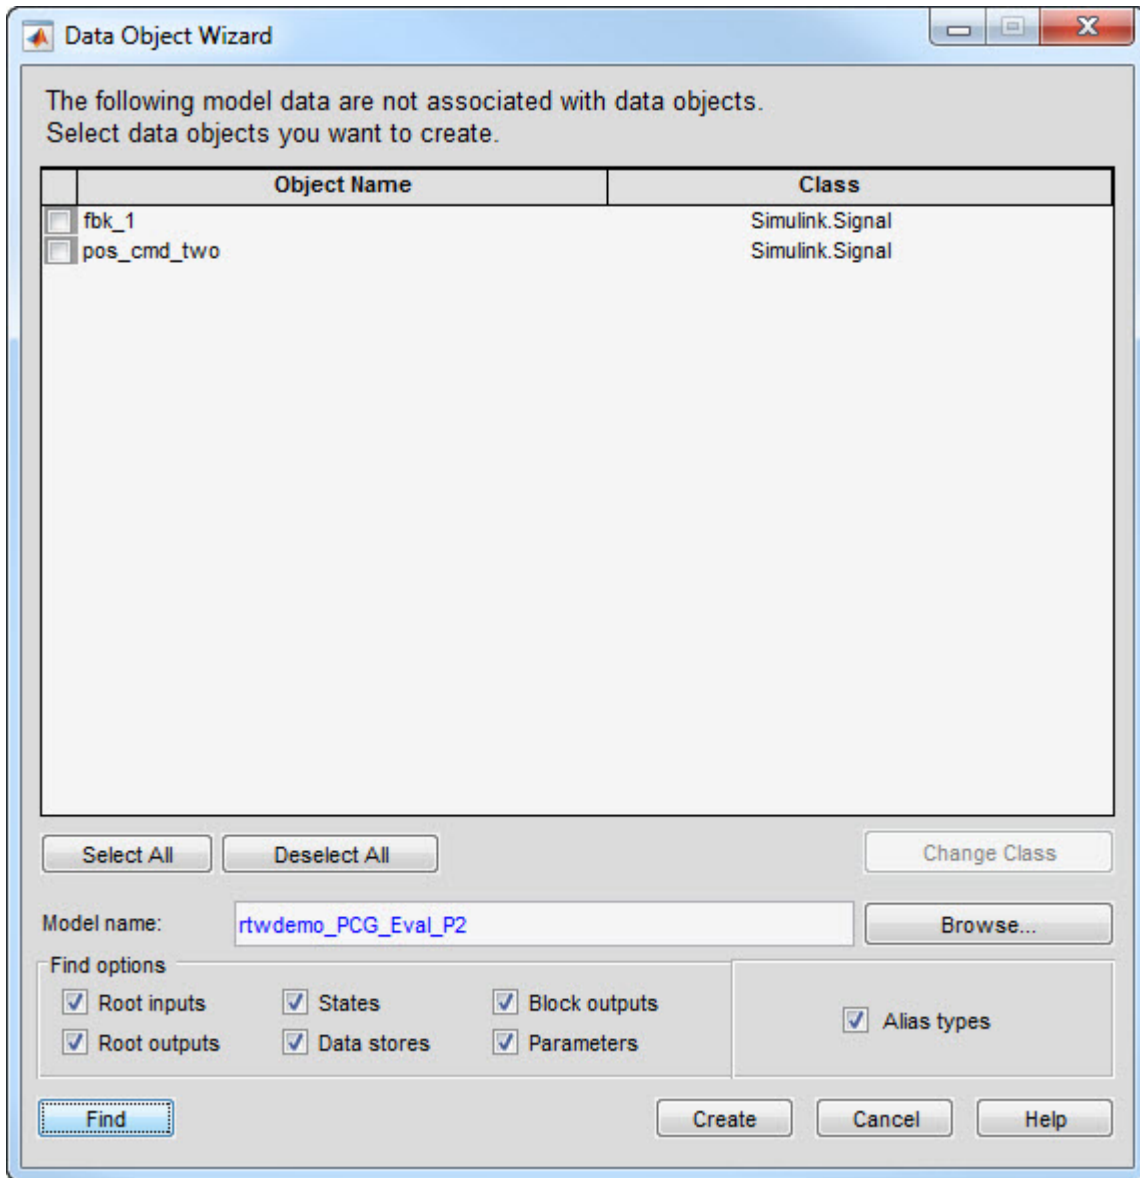 Data Object Wizard
The following model data are not associated with data objects.
Select data objects you want to create.
Object Name Class
fbk_1 Simulink.Signal
pos_cmd_two Simulink.Signal
Select All Deselect All Change Class
Model name: rtwdemo_PCG_Eval_P2 Browse...
Find options
Root inputs States Block outputs
Alias types
Root outputs Data stores Parameters
Find Create Cancel Help